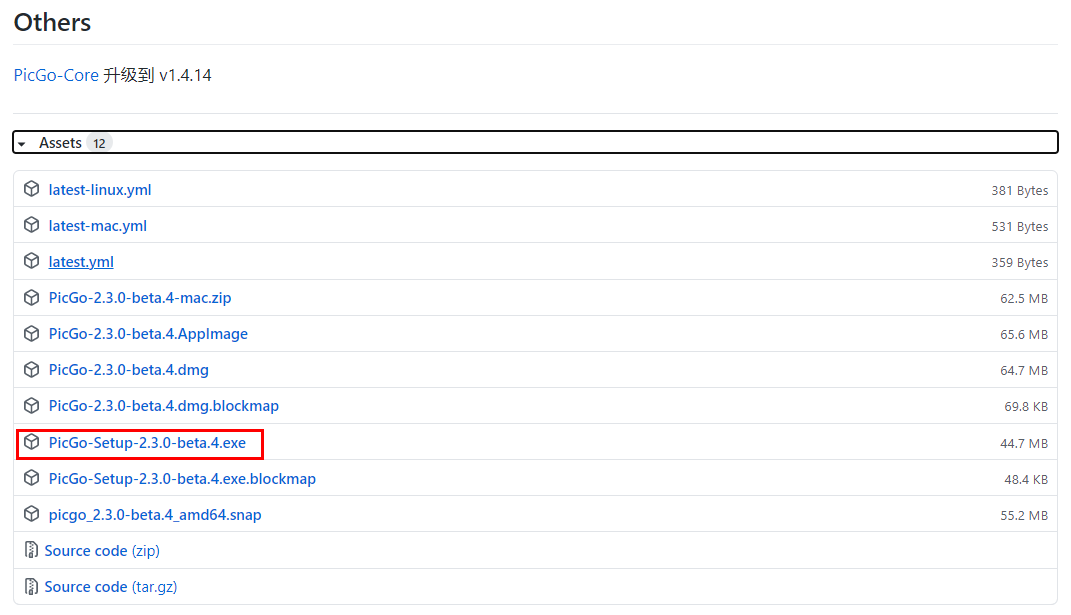 Others
PicGo-Core 升级到 v1.4.14
Assets 12
latest-linux.yml 381 Bytes
latest-mac.yml 531 Bytes
latest.yml 359 Bytes
PicGo-2.3.0-beta.4-mac.zip 62.5 MB
PicGo-2.3.0-beta.4.AppImage 65.6 MB
PicGo-2.3.0-beta.4.dmg 64.7 MB
PicGo-2.3.0-beta.4.dmg.blockmap 69.8 KB
PicGo-Setup-2.3.0-beta.4.exe 44.7 MB
PicGo-Setup-2.3.0-beta.4.exe.blockmap 48.4 KB
picgo_2.3.0-beta.4_amd64.snap 55.2 MB
Source code (zip)
Source code (tar.gz)